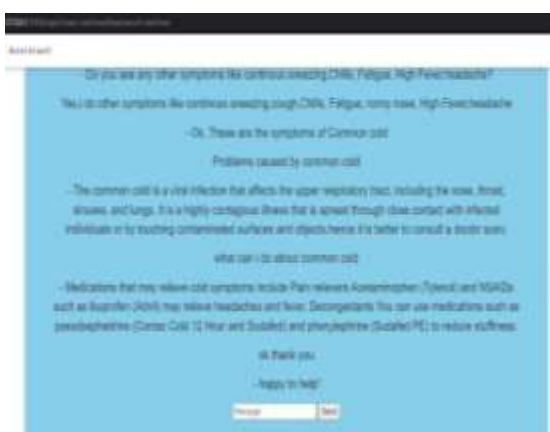 - Do you see any other symptoms like continous sneezing,Chills, Fatigue, High Fever,headache?
Yes,i do other symptoms like continous sneezing,cough,Chills, Fatigue, runny nose, High Fever,headache
- Ok, These are the symptoms of Common cold
Problems caused by common cold
- The common cold is a viral infection that affects the upper respiratory tract, including the nose, throat,
sinuses, and lungs. It is a highly contagious illness that is spread through close contact with infected
individuals or by touching contaminated surfaces and objects.hence it is better to consult a doctor soon.
what can i do about common cold
- Medications that may relieve cold symptoms include Pain relievers Acetaminophen (Tylenol) and NSAIDs
such as Ibuprofen (Advil) may relieve headaches and fever. Decongestants You can use medications such as
pseudoephedrine (Contac Cold 12 Hour and Sudafed) and phenylephrine (Sudafed PE) to reduce stuffiness.
ok thank you
- happy to help!
Message
Send